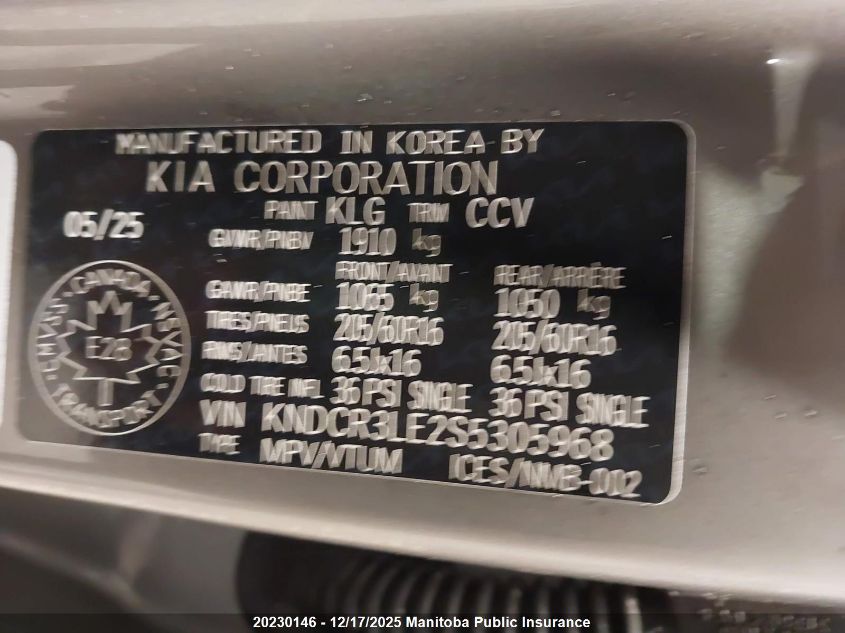 MANUFACTURED IN KOREA BY
KIA CORPORATION
PAINT KLG TRIM CCV
05/25
GVWR/PNBV 1910 kg
FRONT/AVANT REAR/ARRIÈRE
GAWR/PNBE 1055 kg 1050 kg
TIRES/PNEUS 205/60R16 205/60R16
RIMS/JANTES 6.5Jx16 6.5Jx16
COLD TIRE INFL 36 PSI SINGLE 36 PSI SINGLE
VIN KNDCR3LE2S5305968
TYPE MPV/VTUM ICES/NMB-002
CANADA
NSVAC
E28
TRANSPORT
20230146 - 12/17/2025 Manitoba Public Insurance